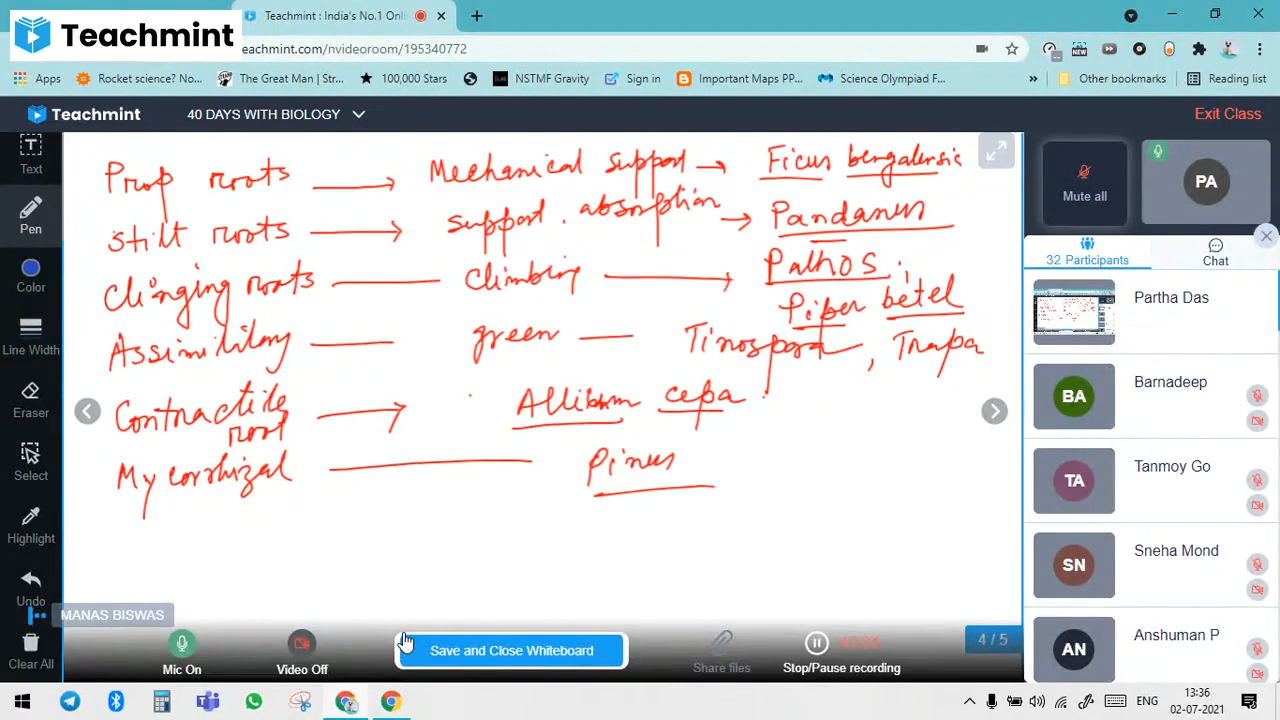 Teachmint : India's No.1 Onli
Teachmint
eachmint.com/nvideoroom/195340772
NEW
Apps
Rocket science? No...
The Great Man | Str...
100,000 Stars
NSTMF Gravity
Sign in
Important Maps PP...
Science Olympiad F...
»
Other bookmarks
Reading list
Teachmint
40 DAYS WITH BIOLOGY
Exit Class
Text
Pen
Color
Line Width
Eraser
Select
Highlight
Undo
Clear All
Prop roots → Mechanical support → Ficus bengalensis
Stilt roots → support . absorption → Pandanus
Clinging roots — Climbing → Pathos ,
Piper betel
Assimilitary — green — Tinospora , Trapa
Contractile root → Allium cepa
Mycorrhizal — Pinus
Mute all
PA
32 Participants
Chat
Partha Das
BA
Barnadeep
TA
Tanmoy Go
SN
Sneha Mond
AN
Anshuman P
MANAS BISWAS
Mic On
Video Off
Save and Close Whiteboard
Share files
Stop/Pause recording
4 / 5
ENG
13:36
02-07-2021